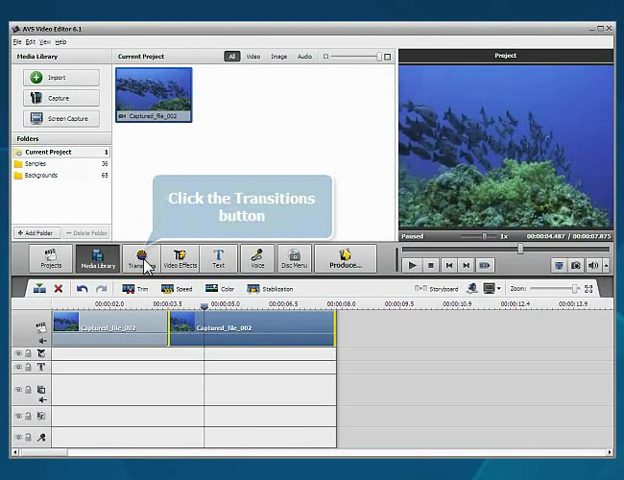 AVS Video Editor 6.1
File Edit View Help
Media Library
Current Project
All
Video
Image
Audio
Project
Import
Capture
Screen Capture
Captured_file_002
Folders
Current Project 1
Samples 36
Backgrounds
Click the Transitions
button
Add Folder
Delete Folder
Paused
1x
00:00:04.487 / 00:00:07.875
Projects
Media Library
Video Effects
Text
Voice
Disc Menu
Produce...
Trim
Speed
Color
Stabilization
Storyboard
Zoom:
00:00:02.0
00:00:03.5
00:00:05.0
00:00:06.5
00:00:08.0
00:00:09.5
00:00:10.9
00:00:12.4
00:00:13.9
Captured_file_002
Captured_file_002
T